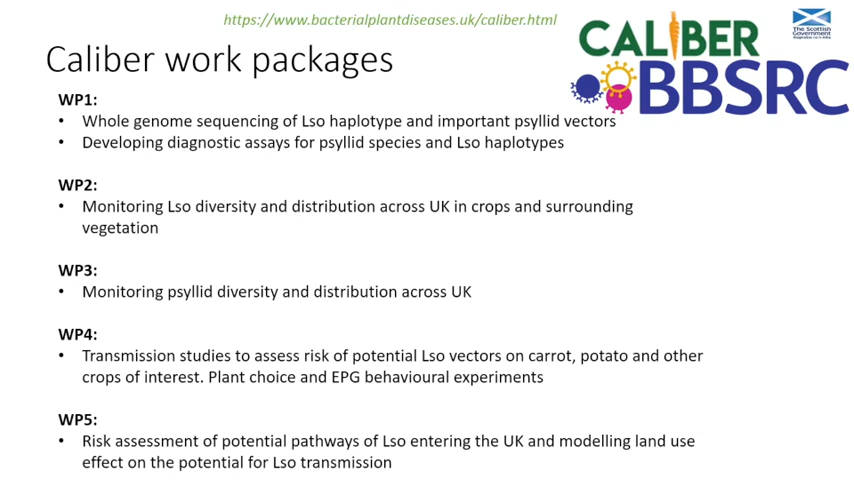 https://www.bacterialplantdiseases.uk/caliber.html
CALIBER
The Scottish
Government
BBSRC
Caliber work packages
WP1:
• Whole genome sequencing of Lso haplotype and important psyllid vectors
• Developing diagnostic assays for psyllid species and Lso haplotypes
WP2:
• Monitoring Lso diversity and distribution across UK in crops and surrounding
vegetation
WP3:
• Monitoring psyllid diversity and distribution across UK
WP4:
• Transmission studies to assess risk of potential Lso vectors on carrot, potato and other
crops of interest. Plant choice and EPG behavioural experiments
WP5:
• Risk assessment of potential pathways of Lso entering the UK and modelling land use
effect on the potential for Lso transmission